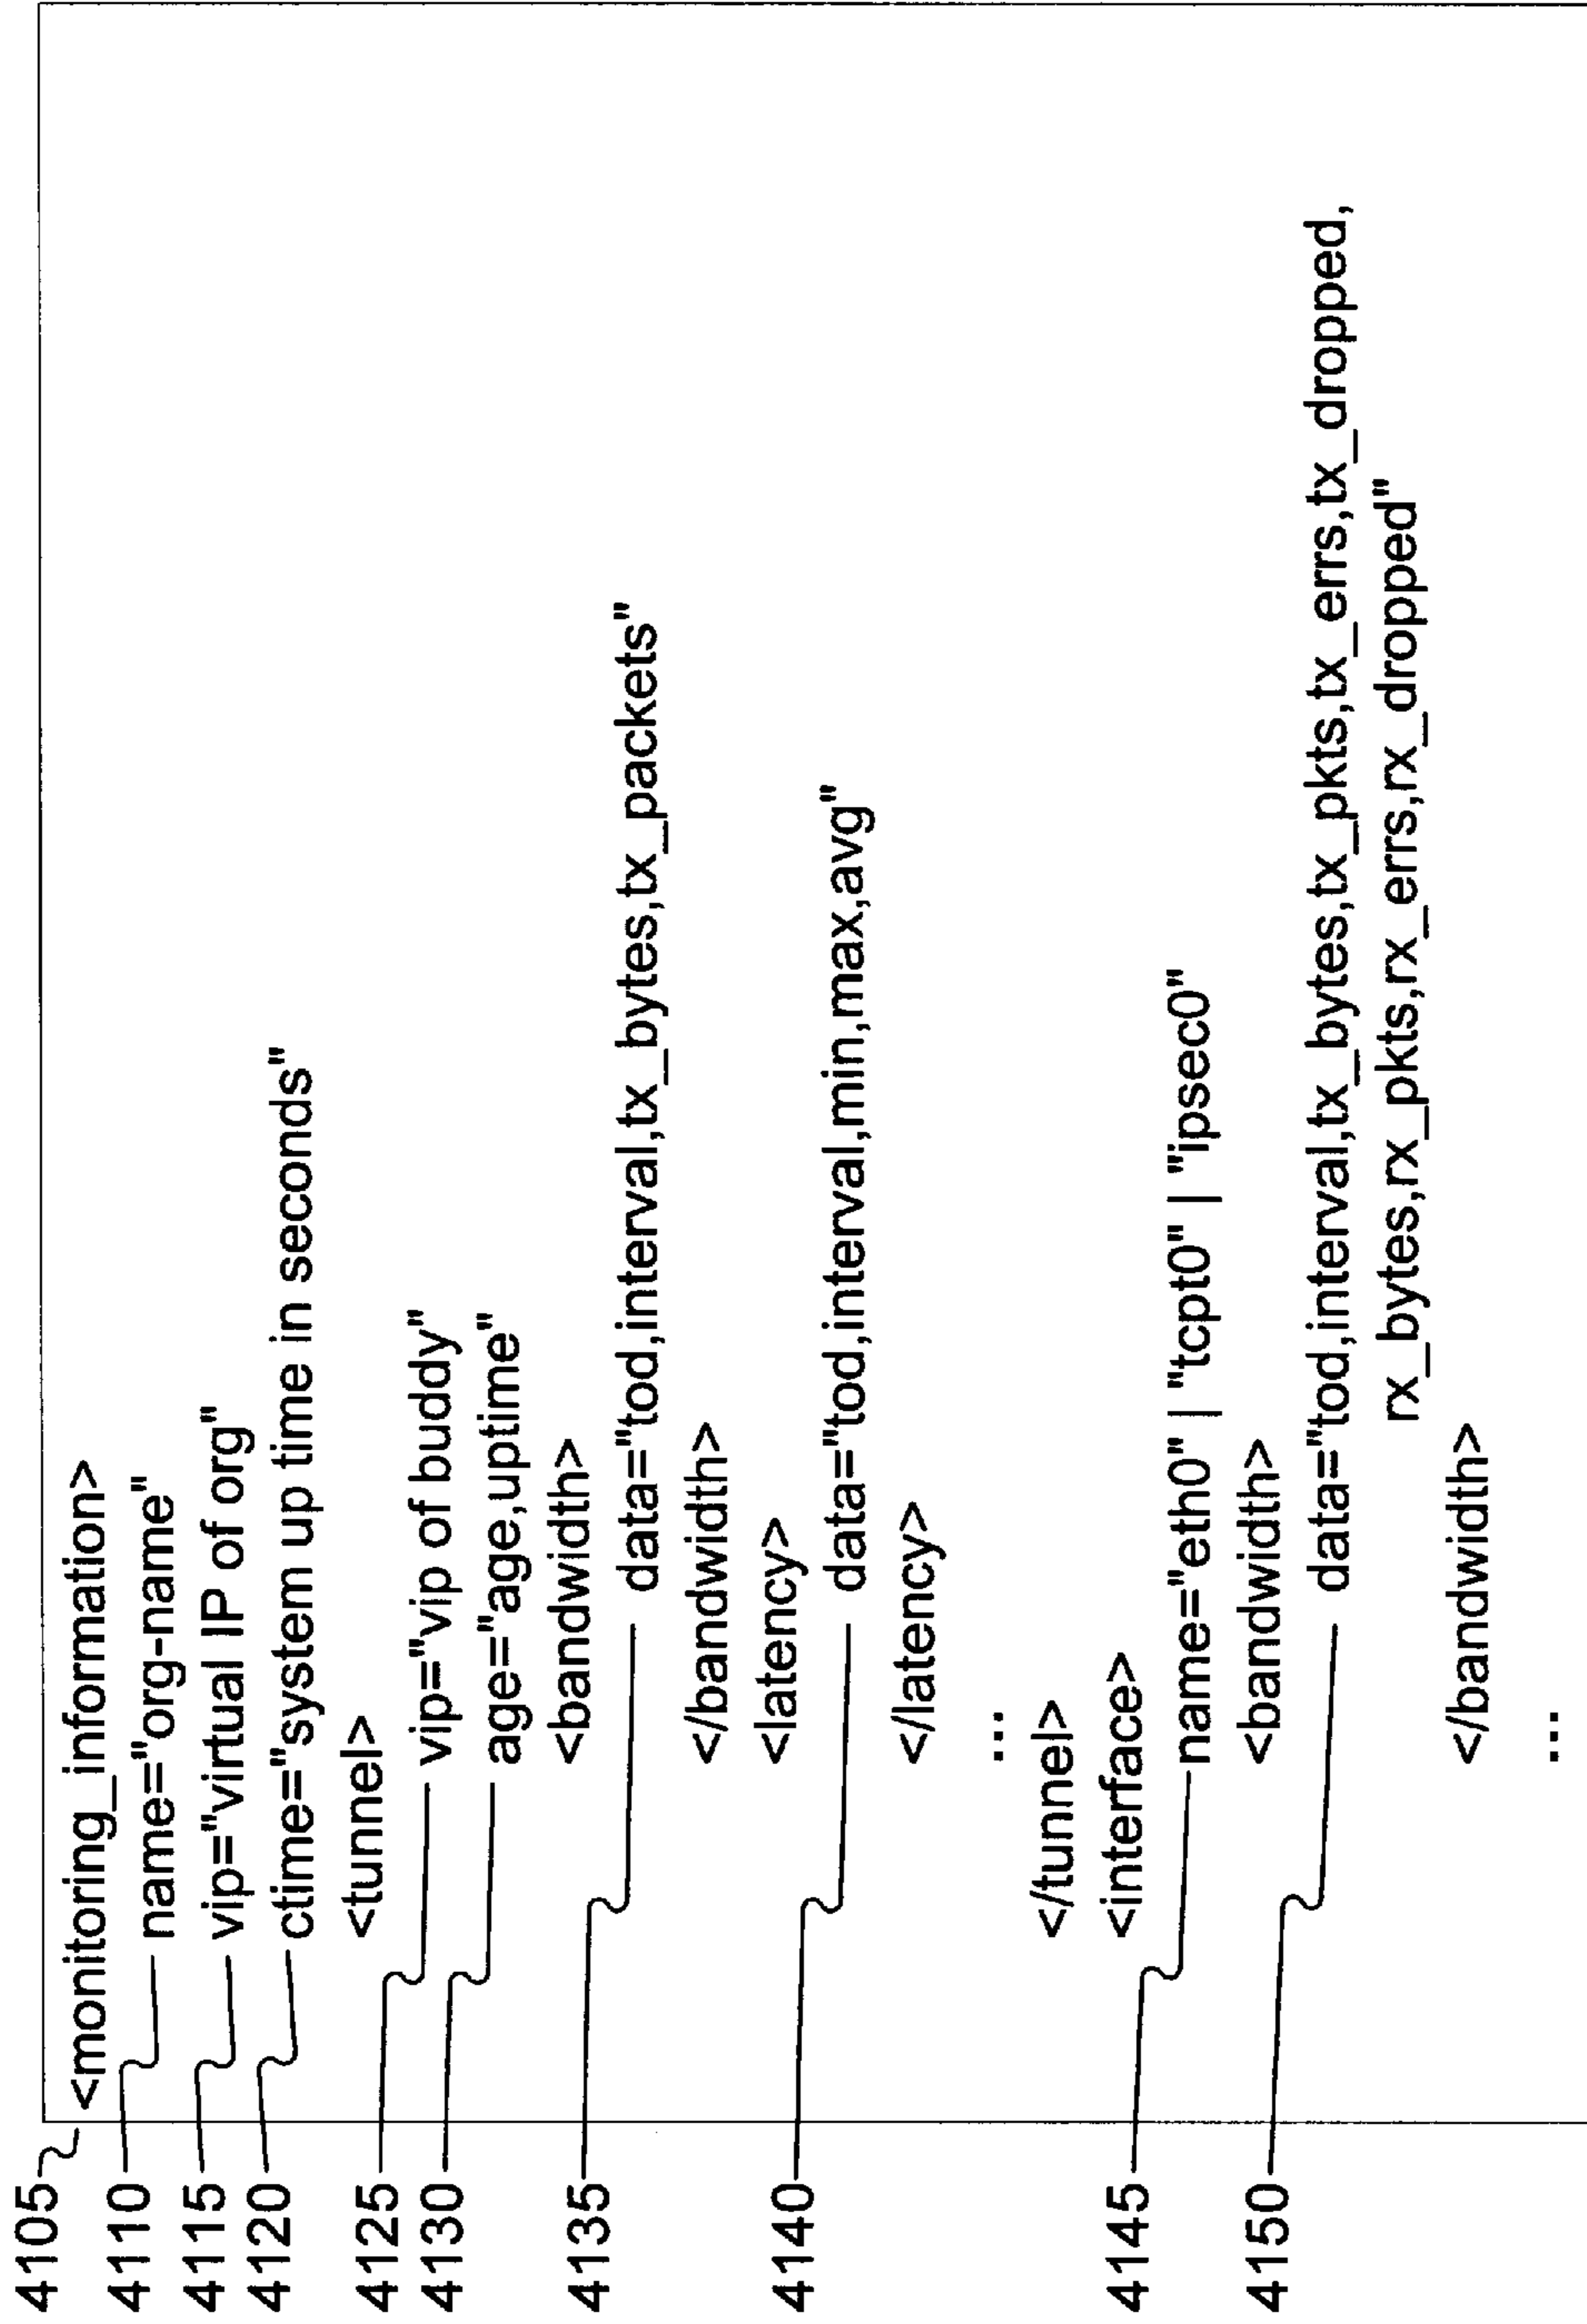 4105 <monitoring_information>
4110 name="org-name"
4115 vip="virtual IP of org"
4120 ctime="system up time in seconds"
<tunnel>
4125 vip="vip of buddy"
4130 age="age,uptime"
<bandwidth>
4135 data="tod,interval,tx_bytes,tx_packets"
</bandwidth>
<latency>
4140 data="tod,interval,min,max,avg"
</latency>
...
</tunnel>
<interface>
4145 name="eth0" | "tcpt0" | "ipsec0"
<bandwidth>
4150 data="tod,interval,tx_bytes,tx_pkts,tx_errs,tx_dropped,
rx_bytes,rx_pkts,rx_errs,rx_dropped"
</bandwidth>
...